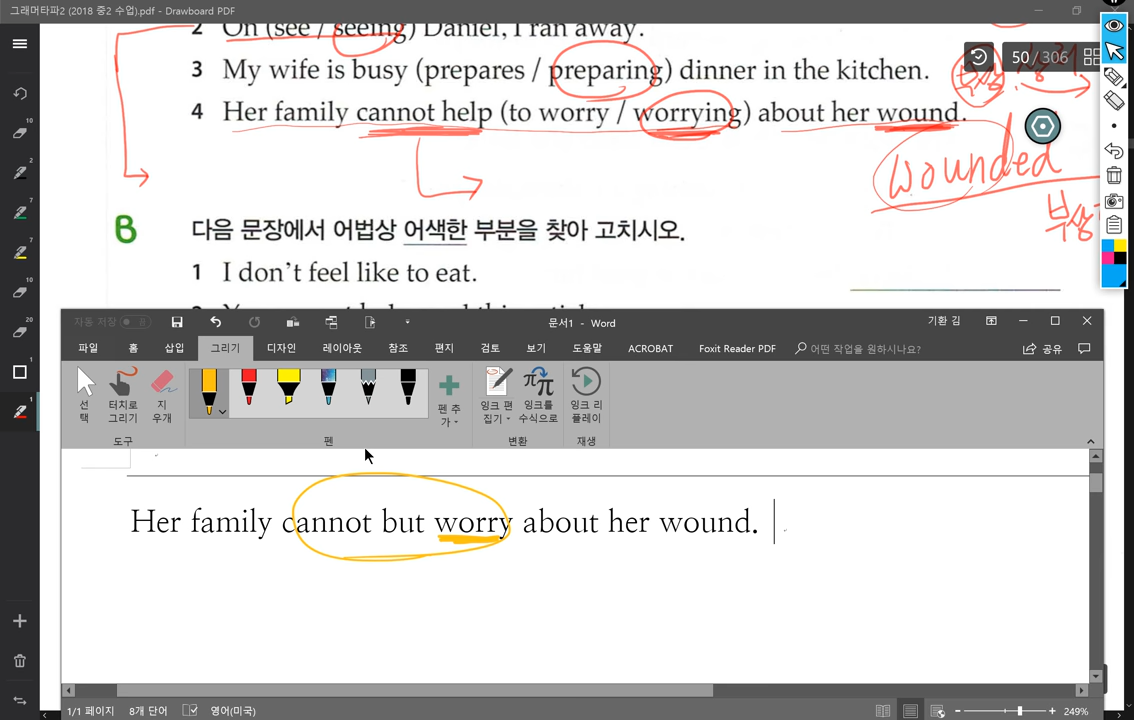 그래머타파2 (2018 중2 수업).pdf - Drawboard PDF
50 / 306
2 On (see / seeing) Daniel, I ran away.
3 My wife is busy (prepares / preparing) dinner in the kitchen.
4 Her family cannot help (to worry / worrying) about her wound.
wounded
B 다음 문장에서 어법상 어색한 부분을 찾아 고치시오.
1 I don't feel like to eat.
10
2
7
7
10
20
1
1
자동 저장
문서1 - Word
기환 김
파일 홈 삽입 그리기 디자인 레이아웃 참조 편지 검토 보기 도움말 ACROBAT Foxit Reader PDF 어떤 작업을 원하시나요? 공유
선택
터치로 그리기
지우개
펜 추가
잉크 편집기
잉크를 수식으로
잉크 리플레이
도구 펜 변환 재생
Her family cannot but worry about her wound.
1/1 페이지 8개 단어 영어(미국) 249%